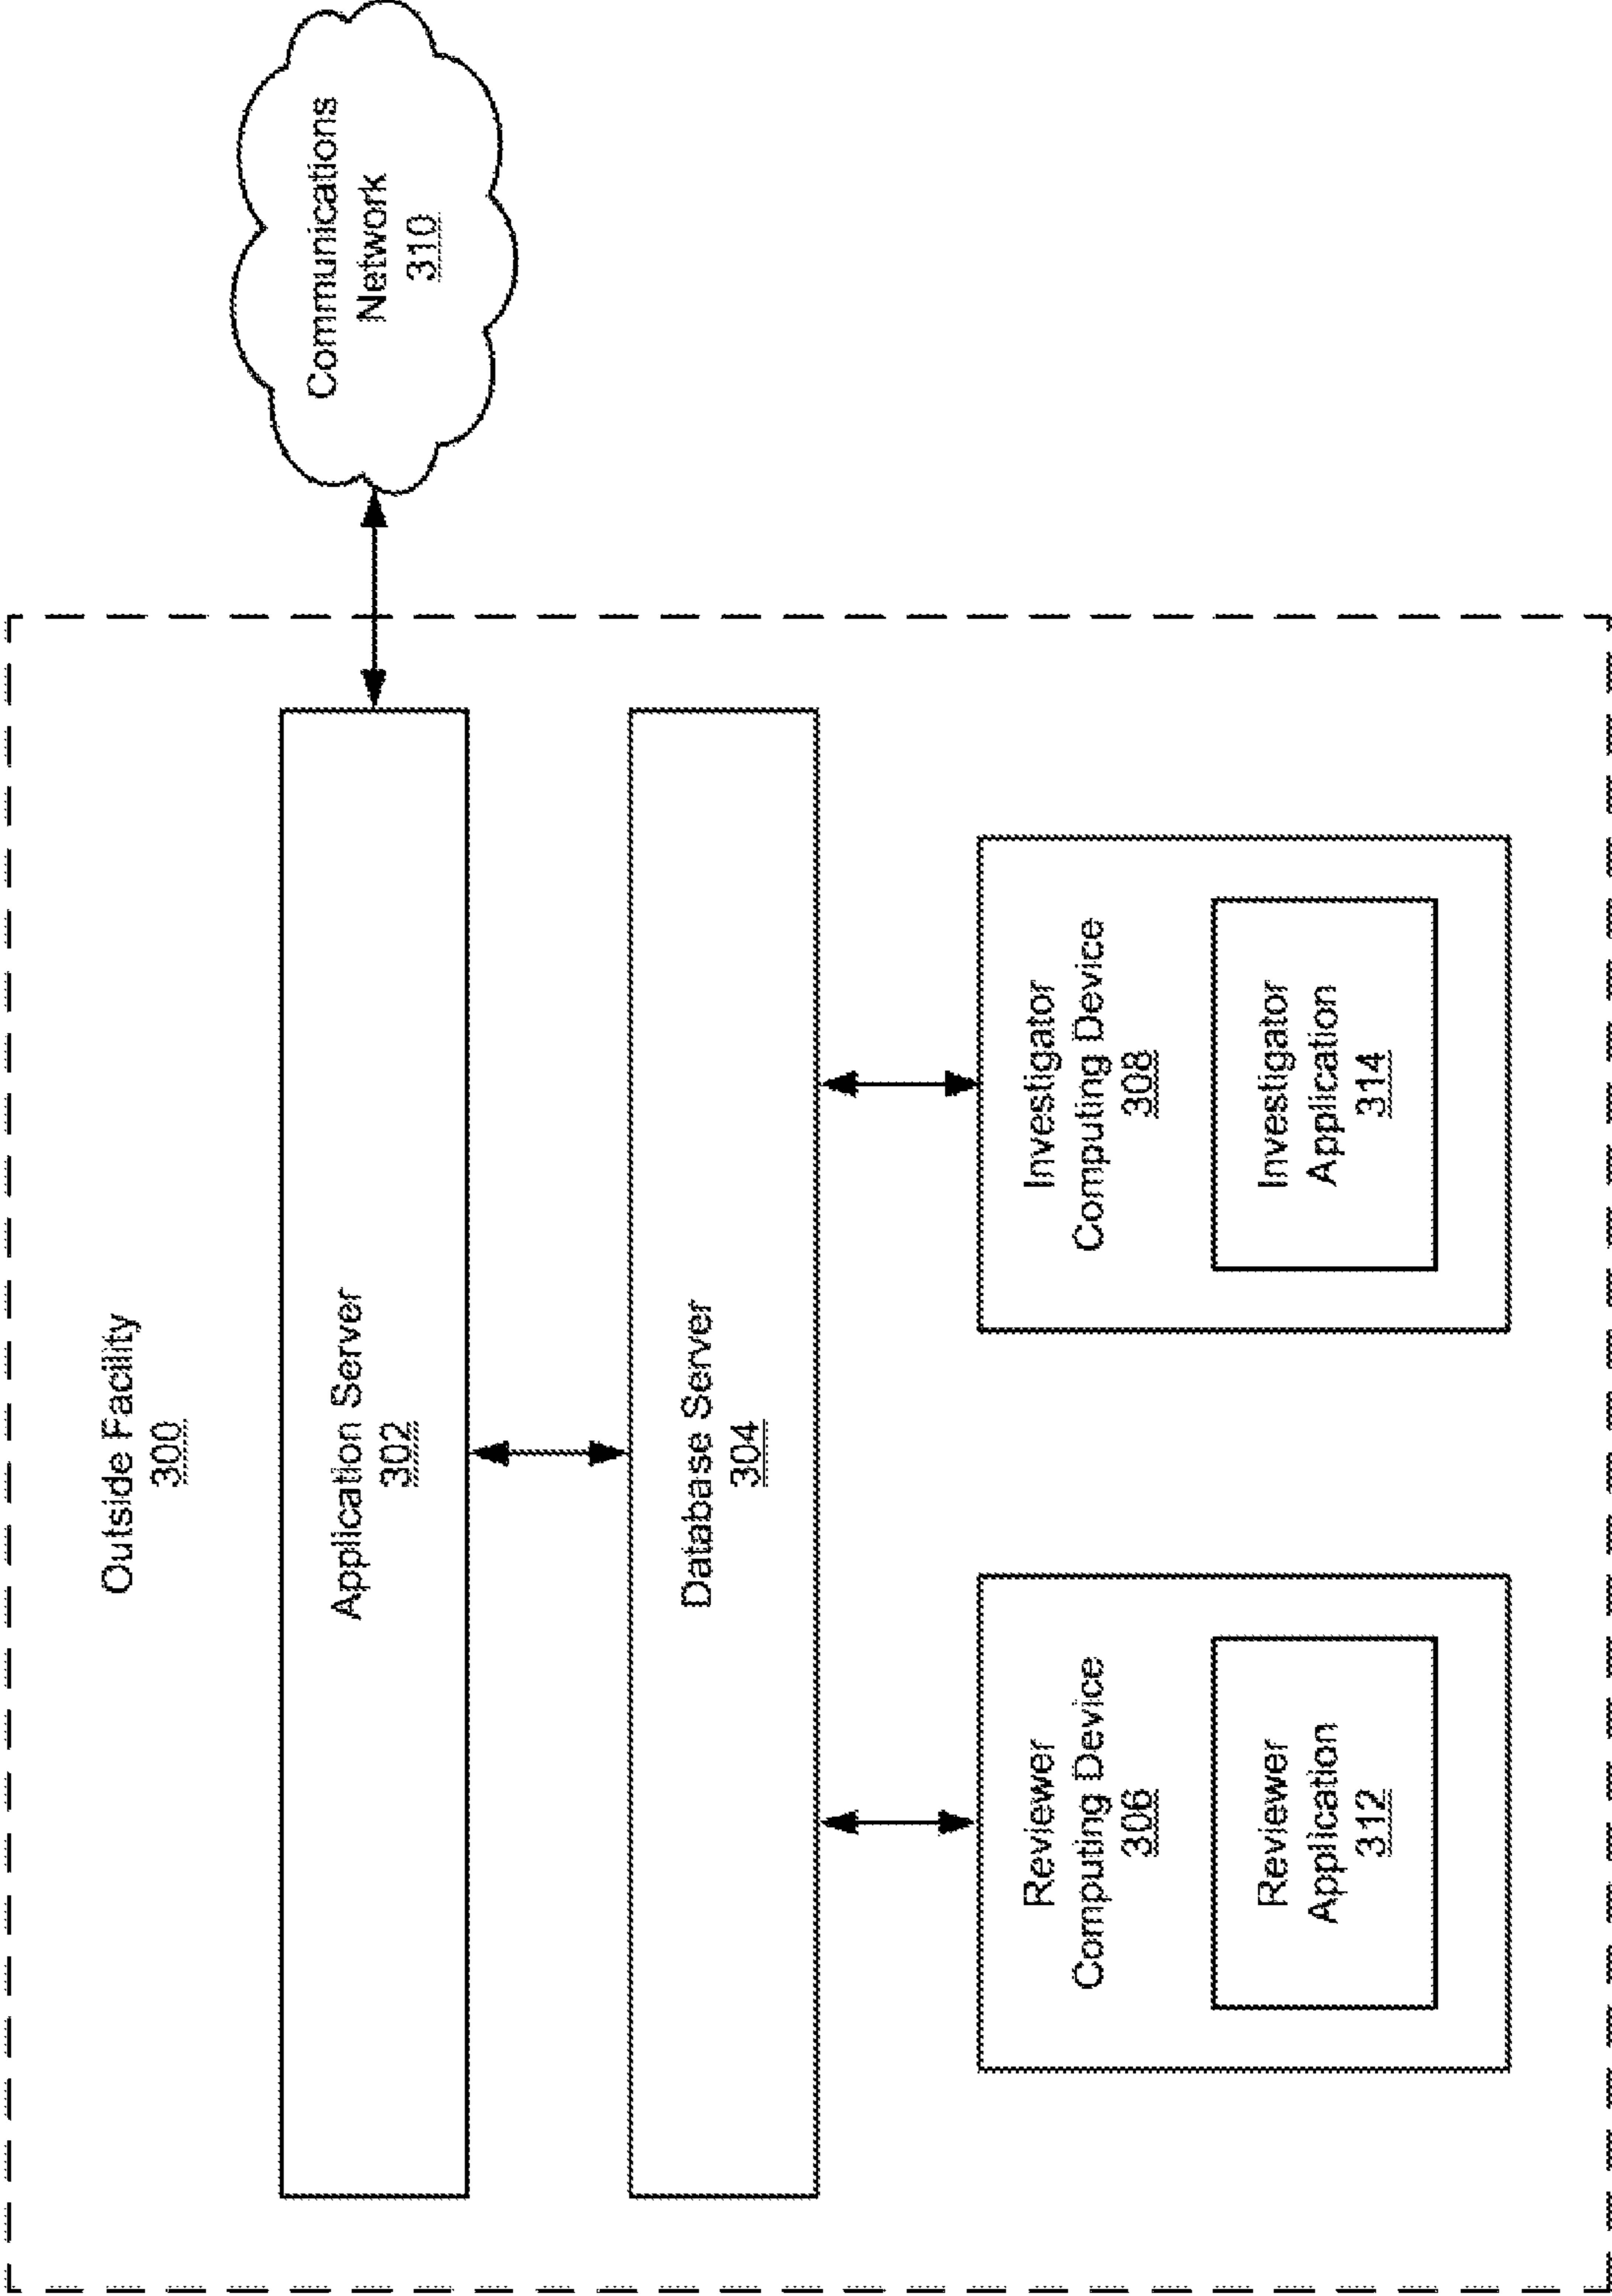 Outside Facility
300
Application Server
302
Communications
Network
310
Database Server
304
Reviewer
Computing Device
306
Reviewer
Application
312
Investigator
Computing Device
308
Investigator
Application
314